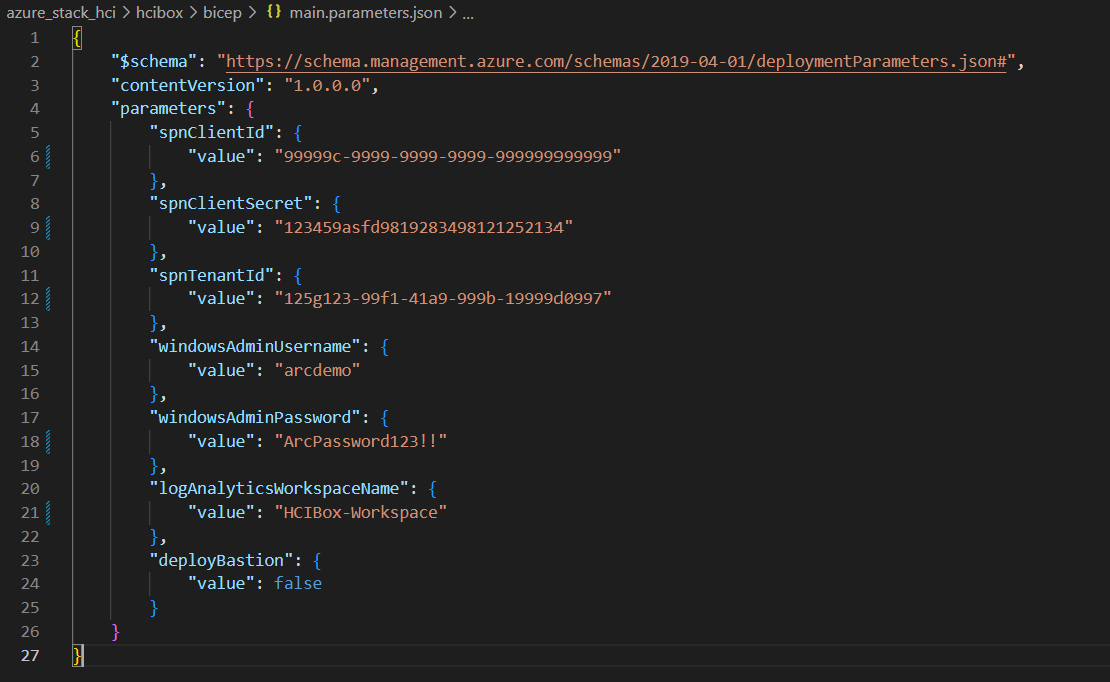 azure_stack_hci > hcibox > bicep > {} main.parameters.json > ...
1 {
2 "$schema": "https://schema.management.azure.com/schemas/2019-04-01/deploymentParameters.json#",
3 "contentVersion": "1.0.0.0",
4 "parameters": {
5 "spnClientId": {
6 "value": "99999c-9999-9999-9999-999999999999"
7 },
8 "spnClientSecret": {
9 "value": "123459asfd9819283498121252134"
10 },
11 "spnTenantId": {
12 "value": "125g123-99f1-41a9-999b-19999d0997"
13 },
14 "windowsAdminUsername": {
15 "value": "arcdemo"
16 },
17 "windowsAdminPassword": {
18 "value": "ArcPassword123!!"
19 },
20 "logAnalyticsWorkspaceName": {
21 "value": "HCIBox-Workspace"
22 },
23 "deployBastion": {
24 "value": false
25 }
26 }
27 }